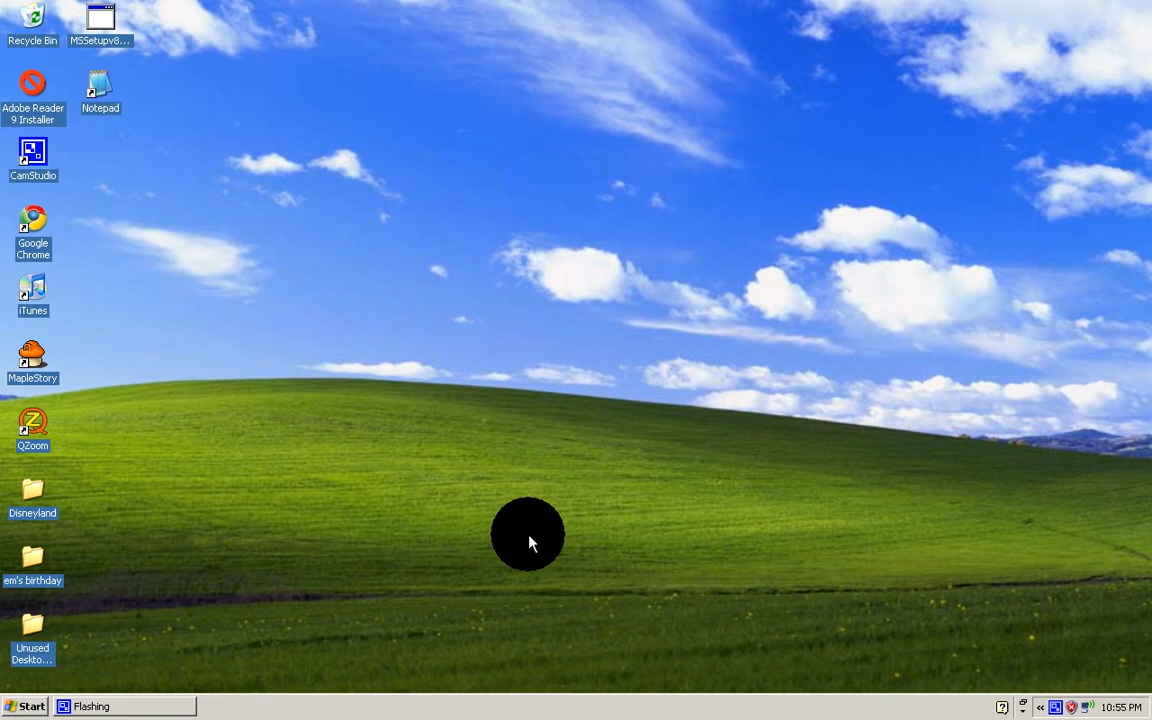 Recycle Bin
MSSetupv8...
Adobe Reader
9 Installer
Notepad
CamStudio
Google
Chrome
iTunes
MapleStory
QZoom
Disneyland
em's birthday
Unused
Deskto...
Start
Flashing
10:55 PM